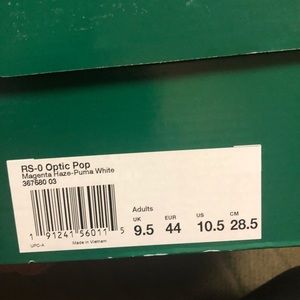 RS-0 Optic Pop
Magenta Haze-Puma White
367680 03
Adults
UK EUR US CM
9.5 44 10.5 28.5
1 91241 56011 5
UPC-A
Made in Vietnam